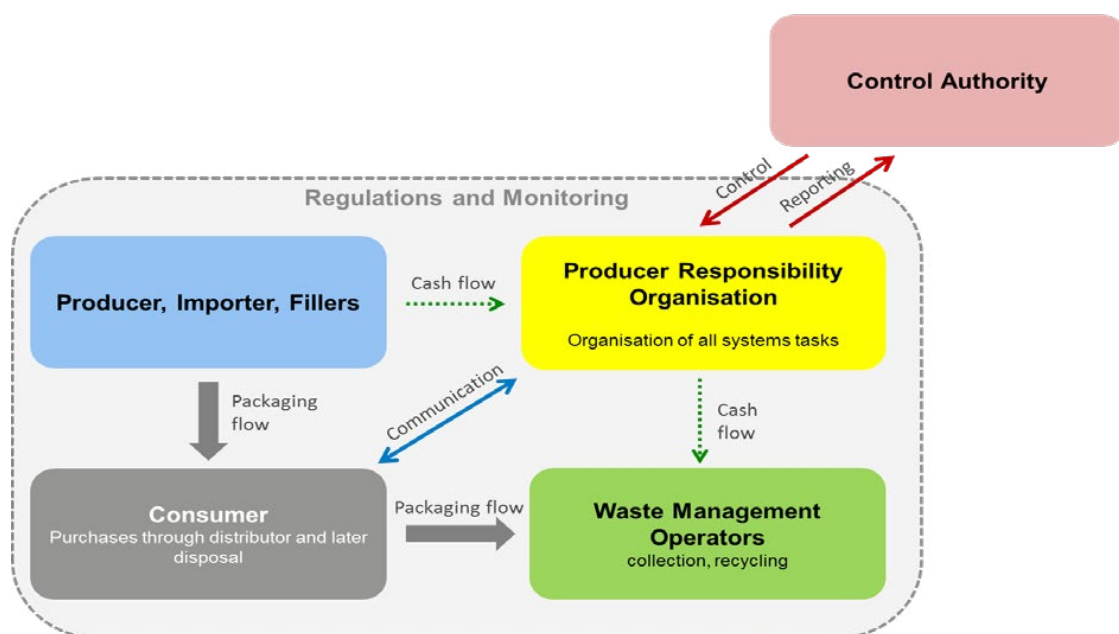 Control Authority
Control
Reporting
Regulations and Monitoring
Producer, Importer, Fillers
Cash flow
Producer Responsibility
Organisation
Organisation of all systems tasks
Packaging
flow
Communication
Cash
flow
Consumer
Purchases through distributor and later
disposal
Packaging flow
Waste Management
Operators
collection, recycling